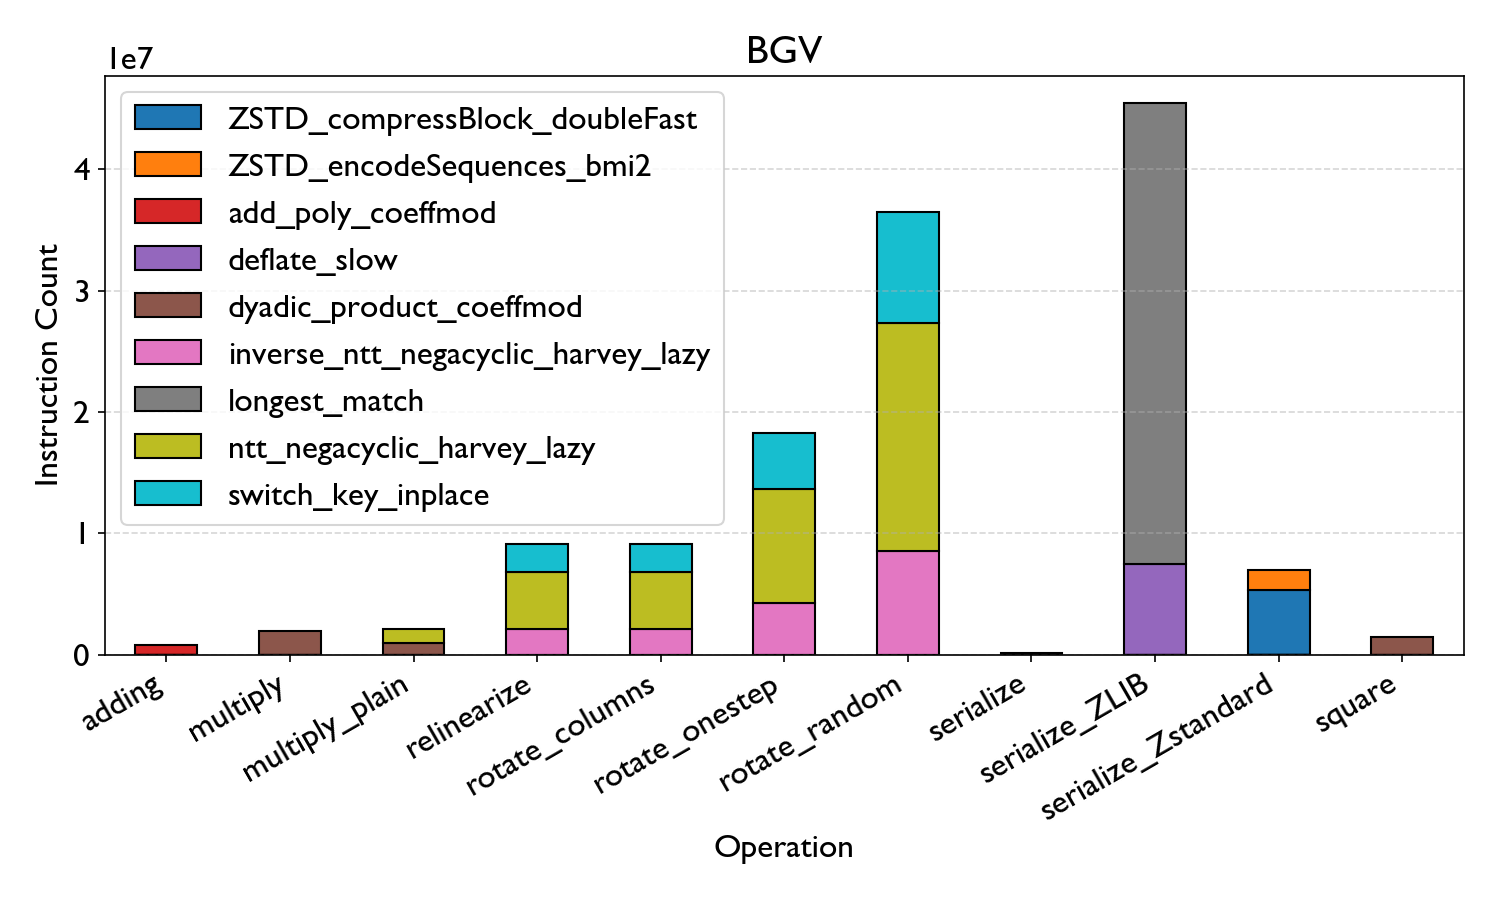 BGV
1e7
Instruction Count
4
3
2
1
0
ZSTD_compressBlock_doubleFast
ZSTD_encodeSequences_bmi2
add_poly_coeffmod
deflate_slow
dyadic_product_coeffmod
inverse_ntt_negacyclic_harvey_lazy
longest_match
ntt_negacyclic_harvey_lazy
switch_key_inplace
adding
multiply
multiply_plain
relinearize
rotate_columns
rotate_onestep
rotate_random
serialize
serialize_ZLIB
serialize_Zstandard
square
Operation